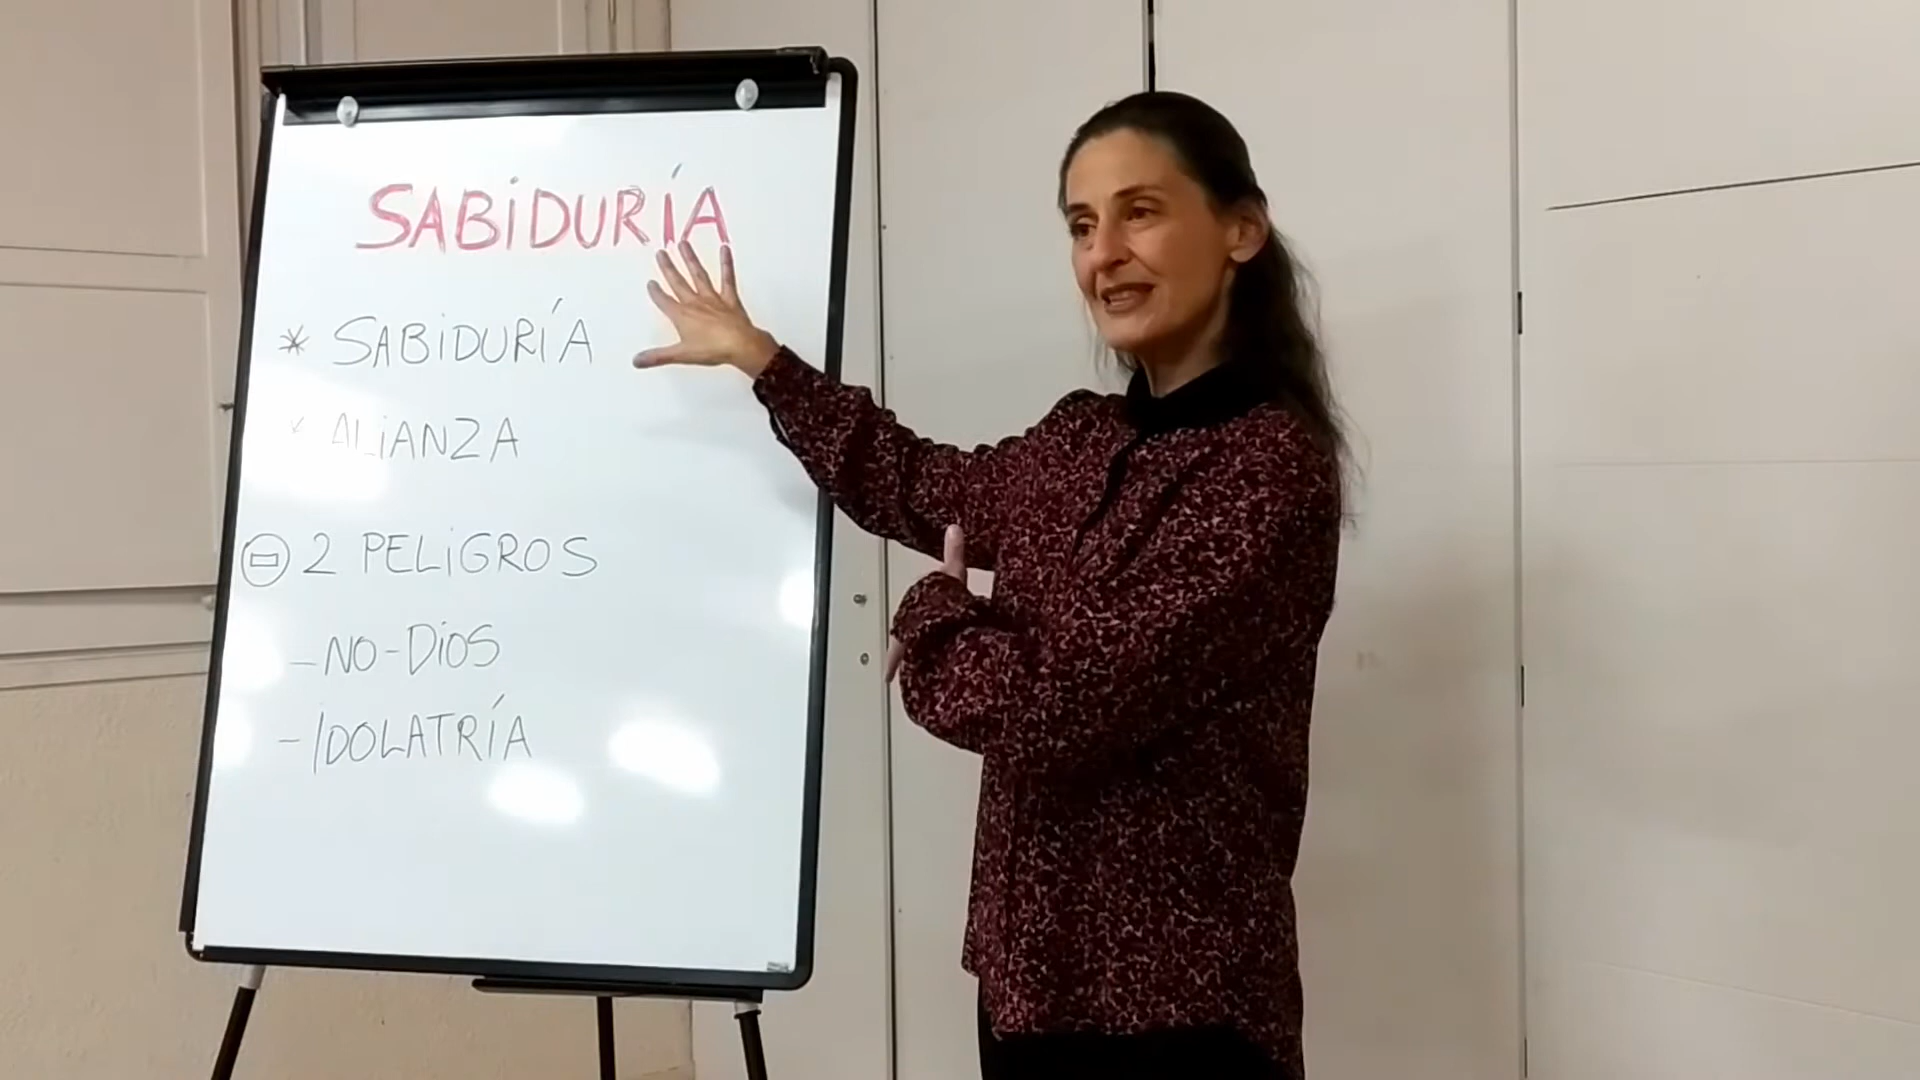 SABIDURÍA
* SABIDURÍA
* ALIANZA
⊖ 2 PELIGROS
- NO-DIOS
- IDOLATRÍA